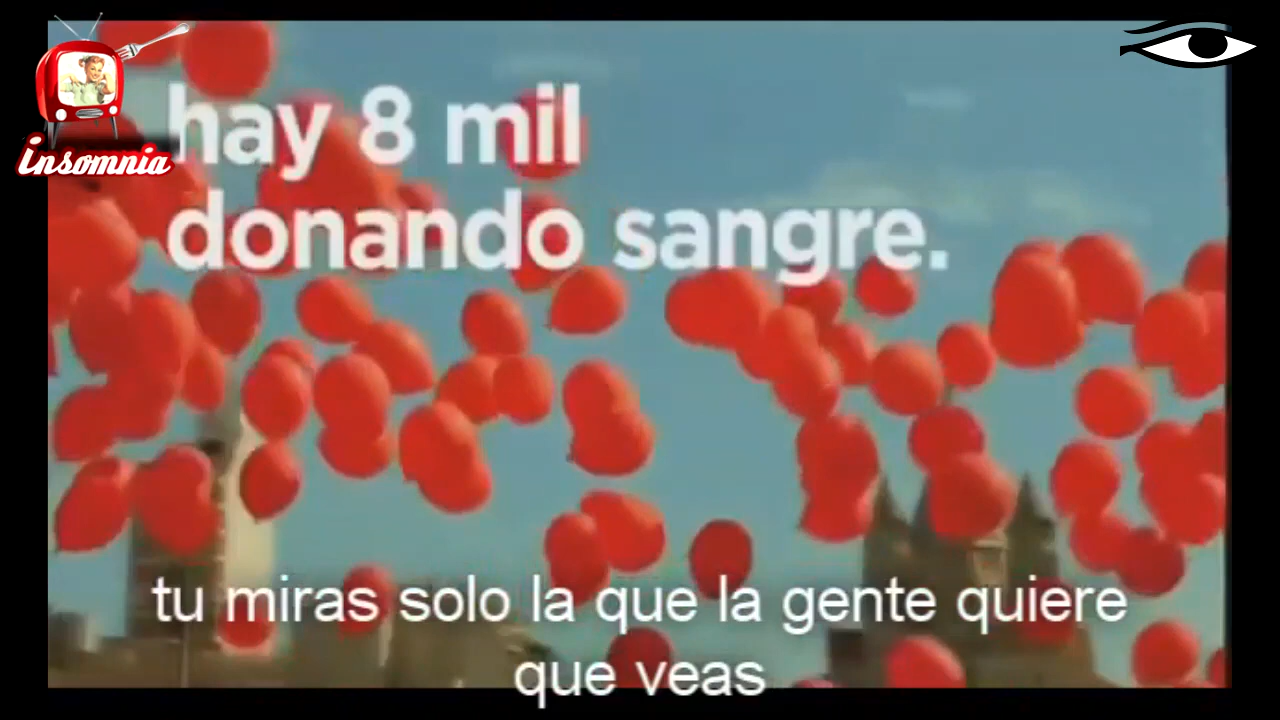 insomnia
hay 8 mil
donando sangre.
tu miras solo la que la gente quiere
que veas